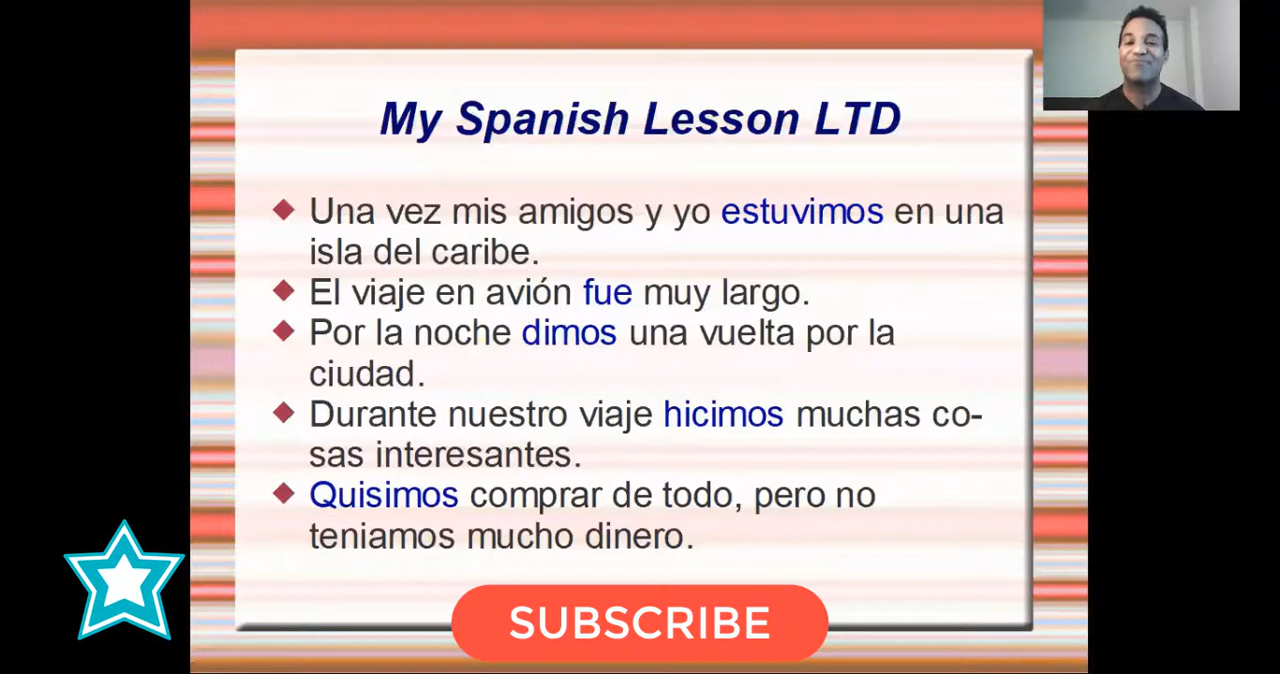 My Spanish Lesson LTD
Una vez mis amigos y yo estuvimos en una
isla del caribe.
El viaje en avión fue muy largo.
Por la noche dimos una vuelta por la
ciudad.
Durante nuestro viaje hicimos muchas co-
sas interesantes.
Quisimos comprar de todo, pero no
teniamos mucho dinero.
SUBSCRIBE